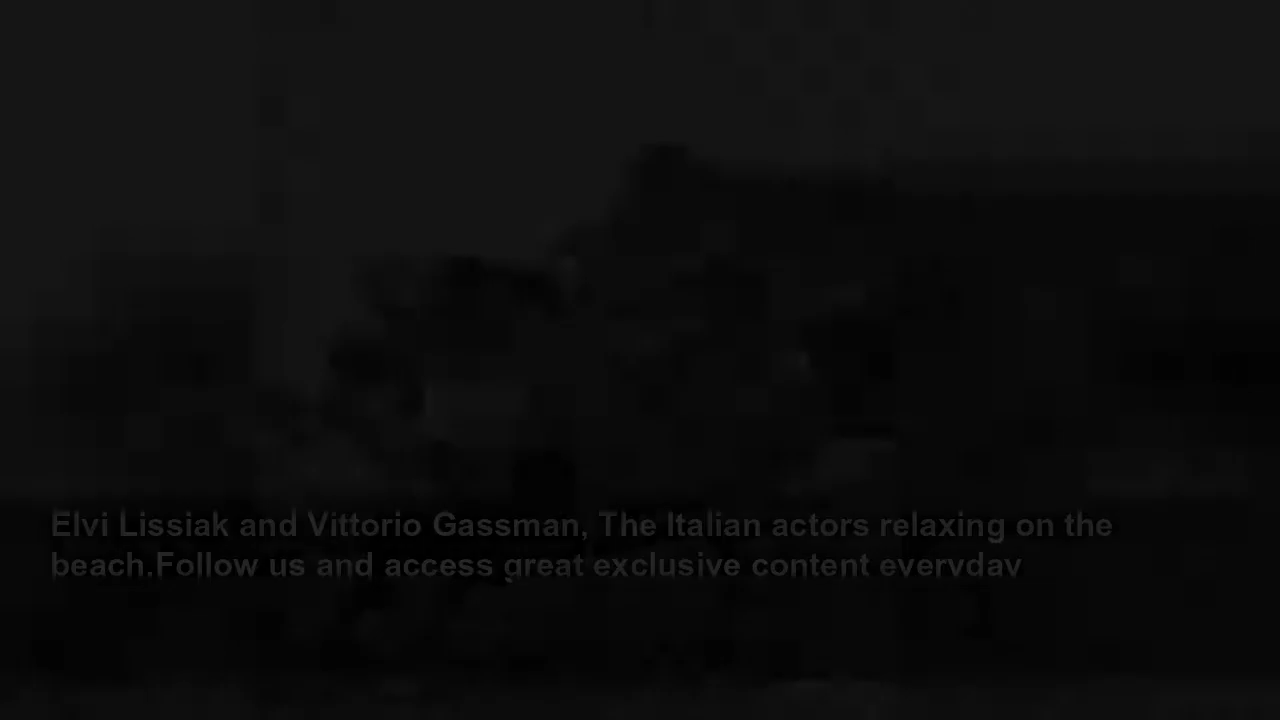 Elvi Lissiak and Vittorio Gassman, The Italian actors relaxing on the
beach.Follow us and access great exclusive content everyday